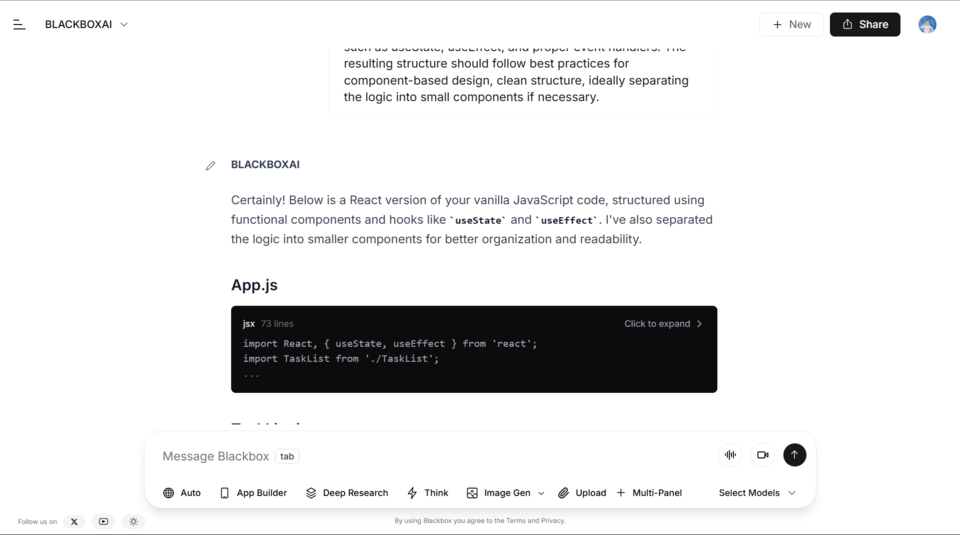 BLACKBOXAI
New
Share
such as useState, useEffect, and proper event handlers. The
resulting structure should follow best practices for
component-based design, clean structure, ideally separating
the logic into small components if necessary.
BLACKBOXAI
Certainly! Below is a React version of your vanilla JavaScript code, structured using
functional components and hooks like `useState` and `useEffect`. I've also separated
the logic into smaller components for better organization and readability.
App.js
jsx 73 lines
Click to expand
import React, { useState, useEffect } from 'react';
import TaskList from './TaskList';
...
Message Blackbox tab
Auto App Builder Deep Research Think Image Gen Upload Multi-Panel Select Models
Follow us on
By using Blackbox you agree to the Terms and Privacy.